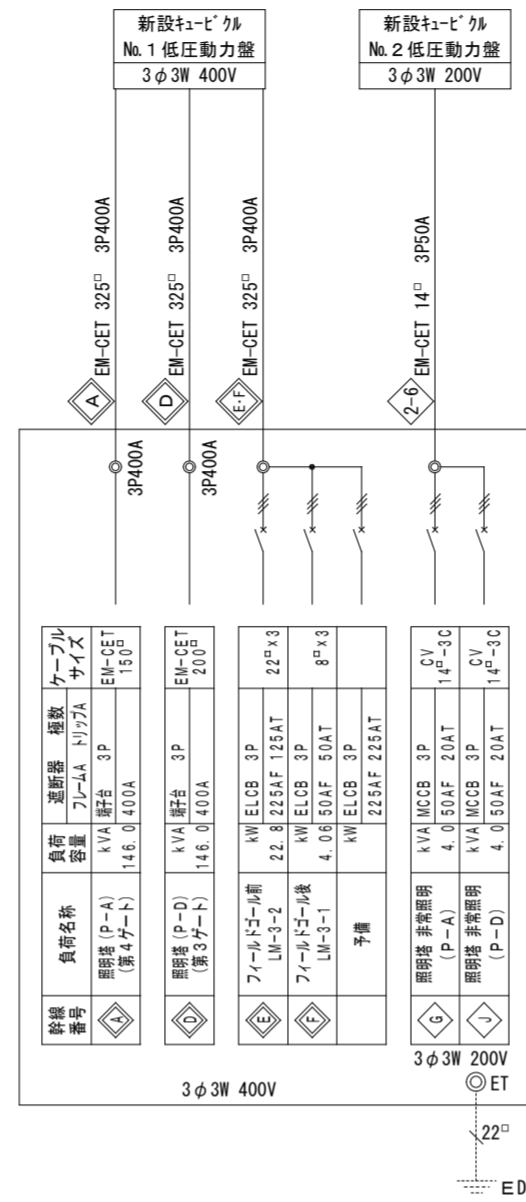 新設キュービクル
No.1低圧動力盤
3φ3W 400V
新設キュービクル
No.2低圧動力盤
3φ3W 200V
EM-CET 325□ 3P400A
EM-CET 325□ 3P400A
EM-CET 325□ 3P400A
EM-CET 14□ 3P50A
A
D
E·F
2-6
3P400A
3P400A
幹線番号
負荷名称
負荷容量
遮断器 極数
フレームA トリップA
ケーブルサイズ
A
照明塔(P-A)
(第4ゲート)
kVA
146.0
端子台 3P
400A
EM-CET
150□
D
照明塔(P-D)
(第3ゲート)
kVA
146.0
端子台 3P
400A
EM-CET
200□
E
フィールドゴール前
LM-3-2
kW
22.8
ELCB 3P
225AF 125AT
22□x3
F
フィールドゴール後
LM-3-1
kW
4.06
ELCB 3P
50AF 50AT
8□x3
予備
kW
ELCB 3P
225AF 225AT
G
照明塔 非常照明
(P-A)
kVA
4.0
MCCB 3P
50AF 20AT
CV
14□-3C
J
照明塔 非常照明
(P-D)
kVA
4.0
MCCB 3P
50AF 20AT
CV
14□-3C
3φ3W 400V
3φ3W 200V
ET
22□
ED